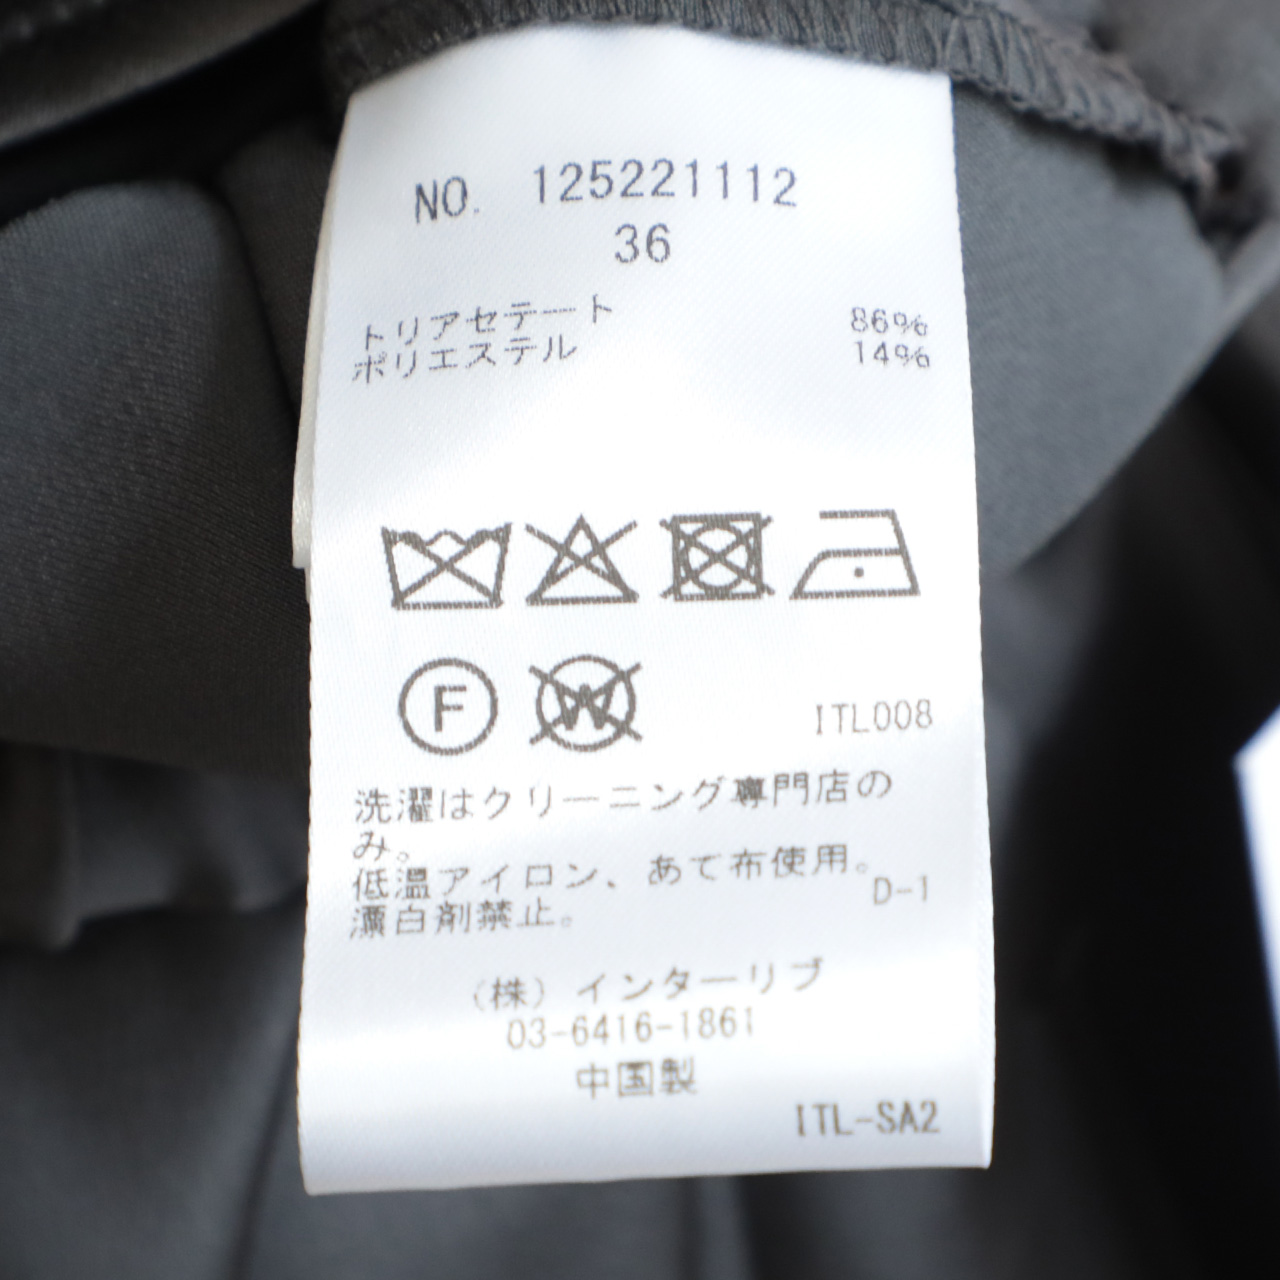 NO. 125221112
36
トリアセテート 86%
ポリエステル 14%
F W
ITL008
洗濯はクリーニング専門店の
み。
低温アイロン、あて布使用。
漂白剤禁止。
D-1
(株) インターリブ
03-6416-1861
中国製
ITL-SA2